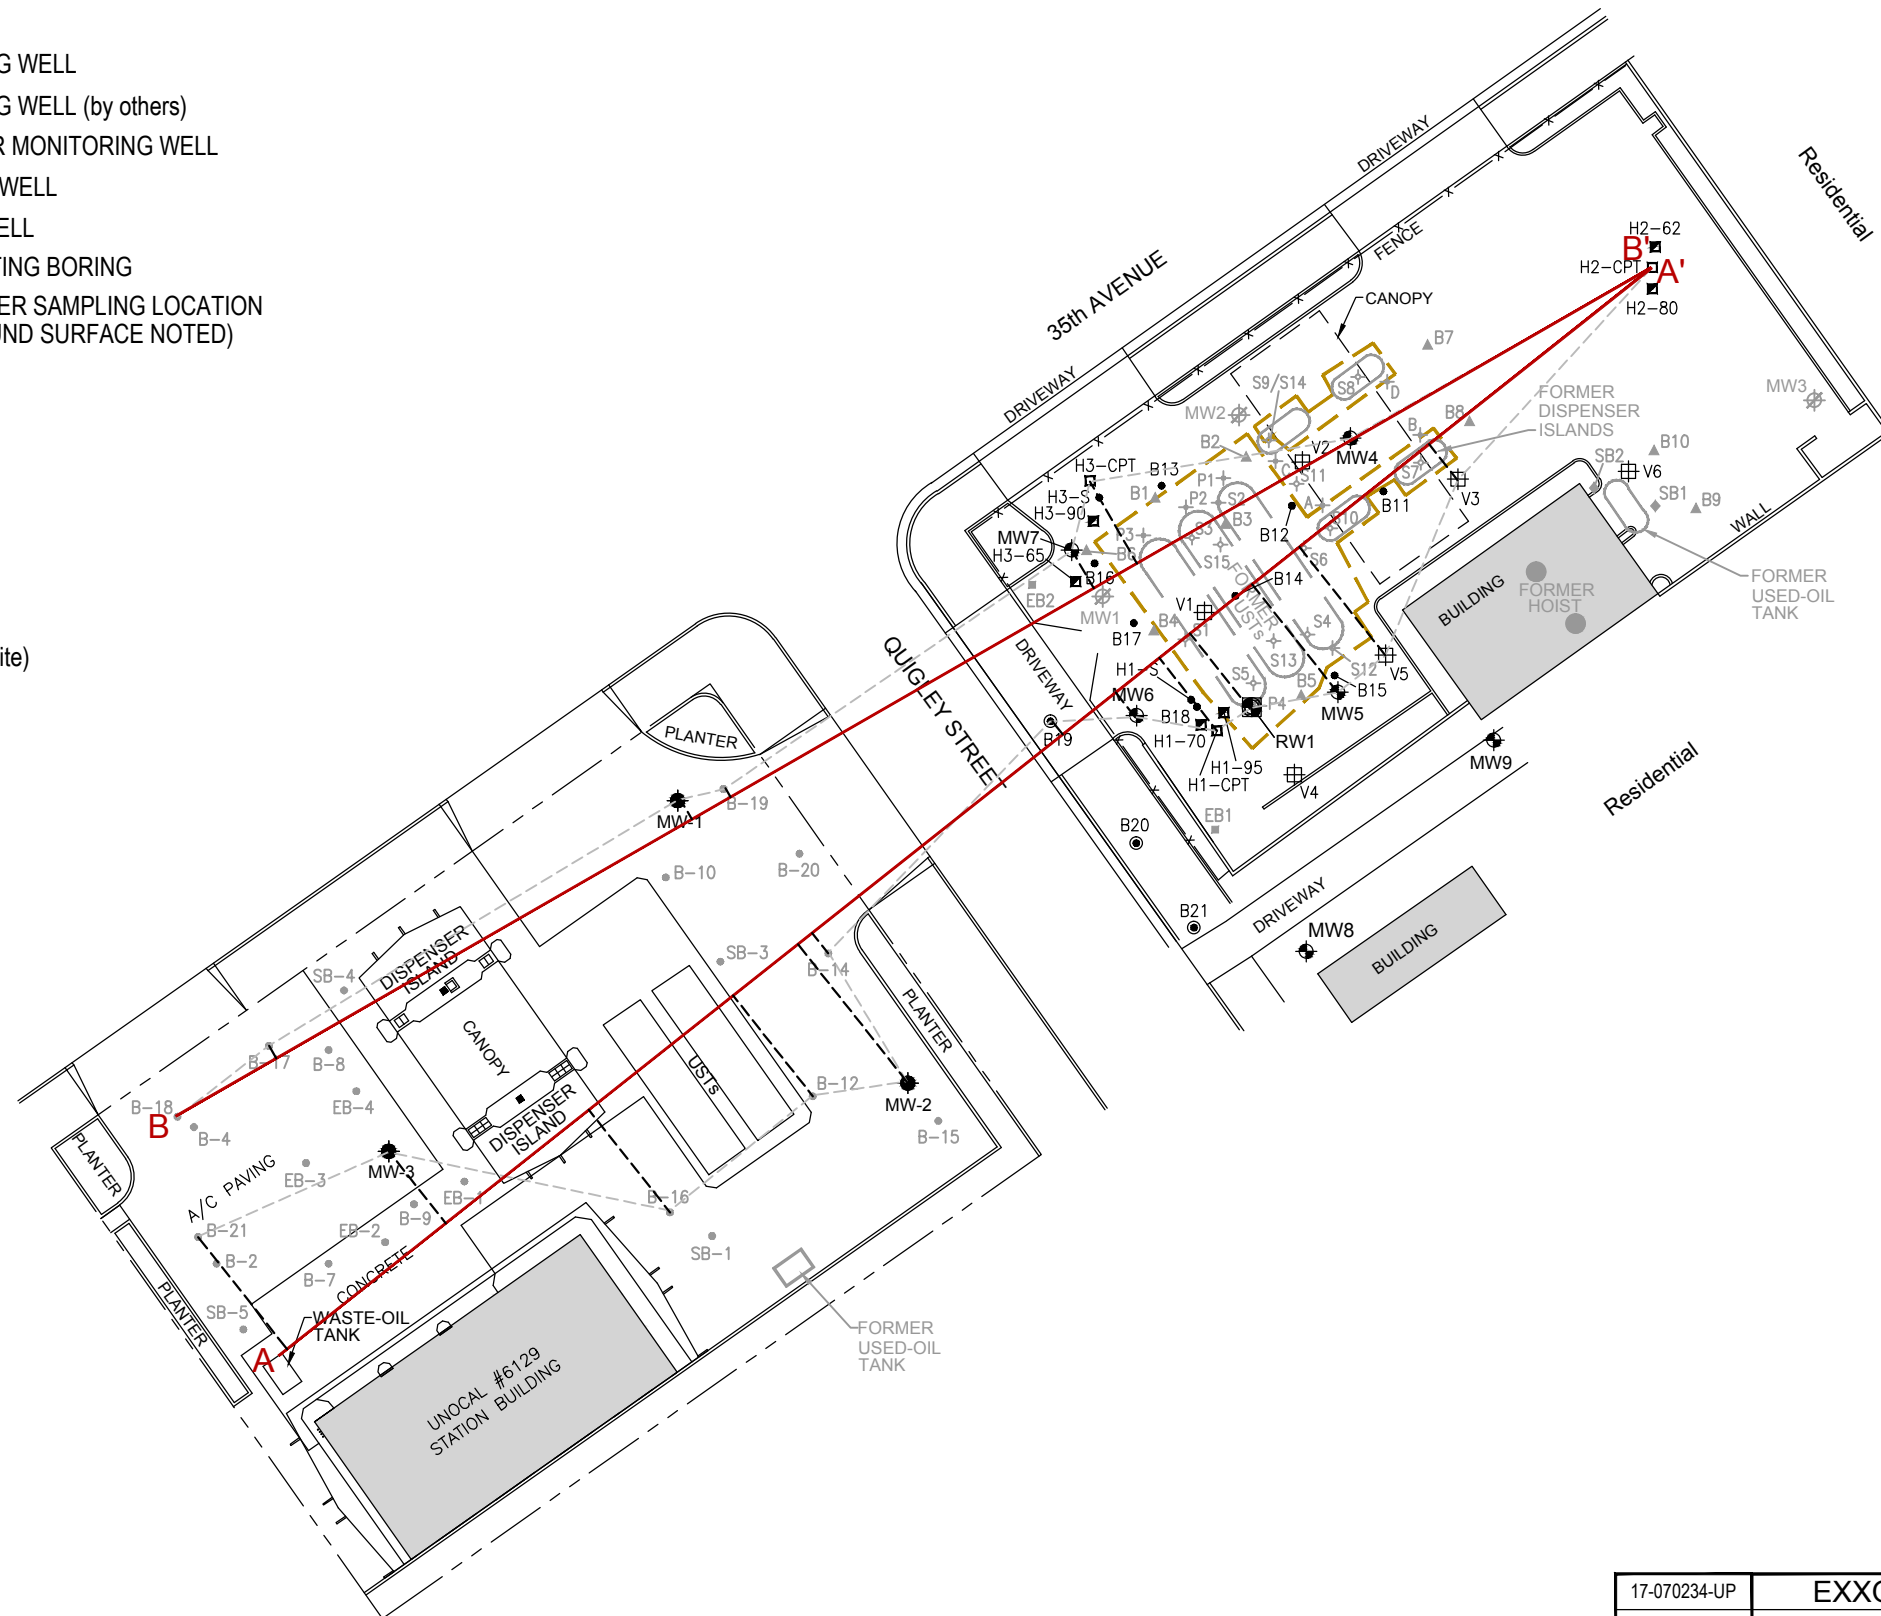 G WELL
G WELL (by others)
R MONITORING WELL
WELL
ELL
TING BORING
ER SAMPLING LOCATION
UND SURFACE NOTED)
ite)
Residential
DRIVEWAY
H2-62
B'
H2-CPT
A'
H2-80
FENCE
35th AVENUE
CANOPY
B7
S9/S14
S8
D
DRIVEWAY
MW2
MW3
FORMER
DISPENSER
ISLANDS
B8
B
B2
V2
MW4
B10
SB2
V6
H3-CPT
B13
C
S11
S7
V3
P1
H3-S
B1
P2
S2
A
B11
SB1
B9
H3-90
B3
S10
B12
WALL
MW7
P3
S3
H3-65
B6
S15
S6
B16
B14
EB2
MW1
FORMER
USTs
BUILDING
FORMER
HOIST
FORMER
USED-OIL
TANK
V1
B17
B4
S1
S4
QUIGLEY STREET
DRIVEWAY
H1-S
S13
S12
V5
S5
B5
B15
MW6
P4
MW5
B18
B19
H1-70
RW1
MW9
H1-95
H1-CPT
V4
Residential
PLANTER
B-19
MW-1
EB1
B20
B-20
B-10
DRIVEWAY
B21
MW8
BUILDING
DISPENSER
ISLAND
SB-4
SB-3
B-14
PLANTER
CANOPY
USTs
B-17
B-8
EB-4
B-12
MW-2
B-18
B
B-4
DISPENSER
ISLAND
B-15
PLANTER
MW-3
EB-3
A/C PAVING
EB-1
B-16
B-9
B-21
EB-2
SB-1
B-2
B-7
CONCRETE
PLANTER
SB-5
WASTE-OIL
TANK
A
FORMER
USED-OIL
TANK
UNOCAL #6129
STATION BUILDING
17-070234-UP
EXXO